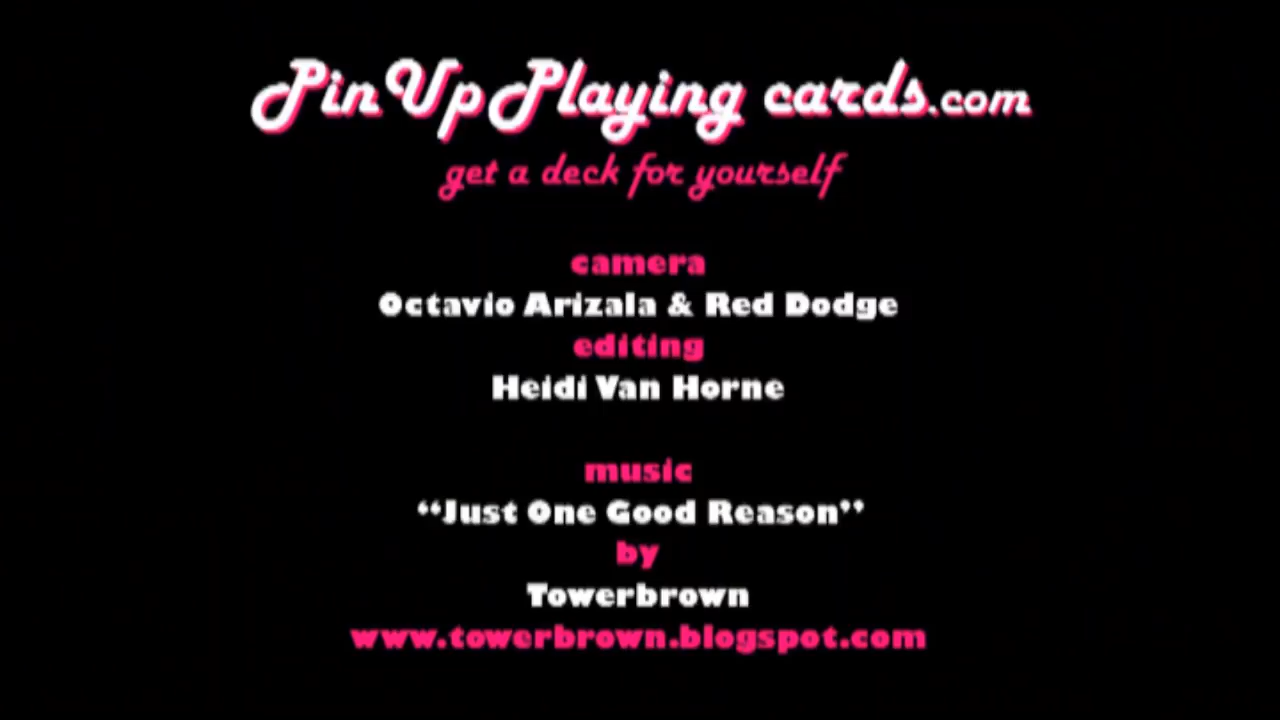 PinUpPlaying cards.com
get a deck for yourself
camera
Octavio Arizala & Red Dodge
editing
Heidi Van Horne
music
“Just One Good Reason”
by
Towerbrown
www.towerbrown.blogspot.com